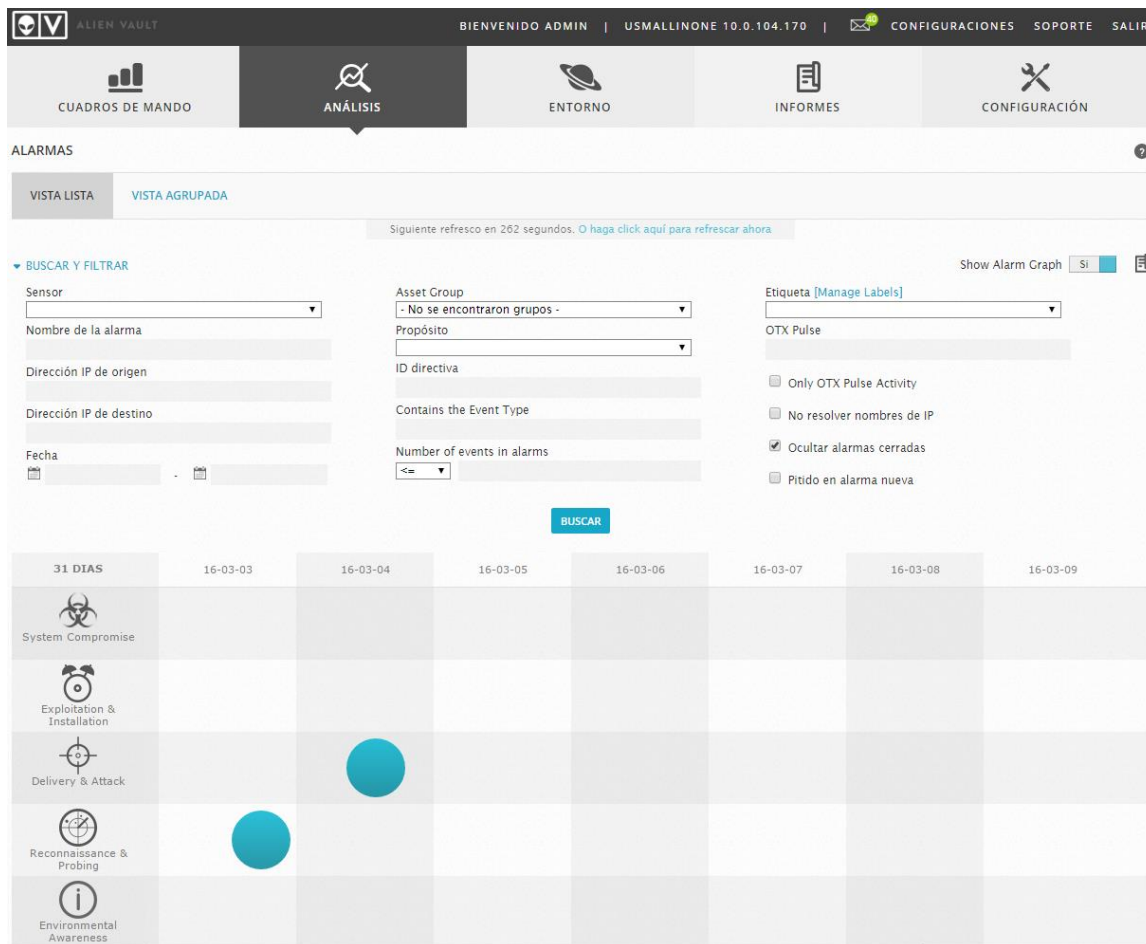 ALIEN VAULT
BIENVENIDO ADMIN | USMALLINONE 10.0.104.170 | 40 CONFIGURACIONES SOPORTE SALIR
CUADROS DE MANDO ANÁLISIS ENTORNO INFORMES CONFIGURACIÓN
ALARMAS
VISTA LISTA VISTA AGRUPADA
Siguiente refresco en 262 segundos. O haga click aquí para refrescar ahora
BUSCAR Y FILTRAR
Show Alarm Graph Si
Sensor
Nombre de la alarma
Dirección IP de origen
Dirección IP de destino
Fecha
-
Asset Group
- No se encontraron grupos -
Propósito
ID directiva
Contains the Event Type
Number of events in alarms
<=
Etiqueta [Manage Labels]
OTX Pulse
Only OTX Pulse Activity
No resolver nombres de IP
Ocultar alarmas cerradas
Pitido en alarma nueva
BUSCAR
31 DIAS 16-03-03 16-03-04 16-03-05 16-03-06 16-03-07 16-03-08 16-03-09
System Compromise
Exploitation &
Installation
Delivery & Attack
Reconnaissance &
Probing
Environmental
Awareness